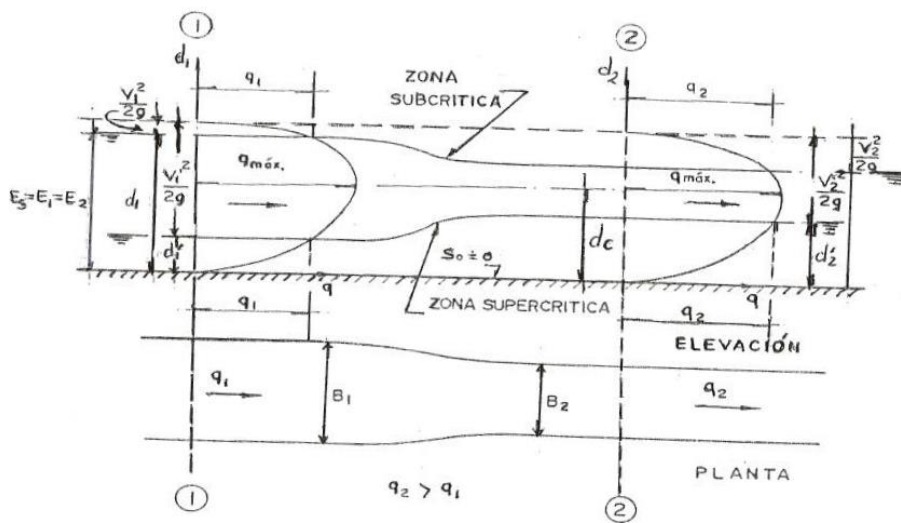 ① ②
d₁ q₁ ZONA SUBCRITICA d₂ q₂
V₁²/2g V₂²/2g
qmáx. qmáx.
Es=E₁=E₂ d₁ V₁'²/2g V₂'²/2g
d₁' dc d₂'
So ≐ 0
q q
ZONA SUPERCRITICA
q₁ q₂
ELEVACIÓN
q₁ B₁ B₂ q₂
PLANTA
q₂ > q₁
① ②